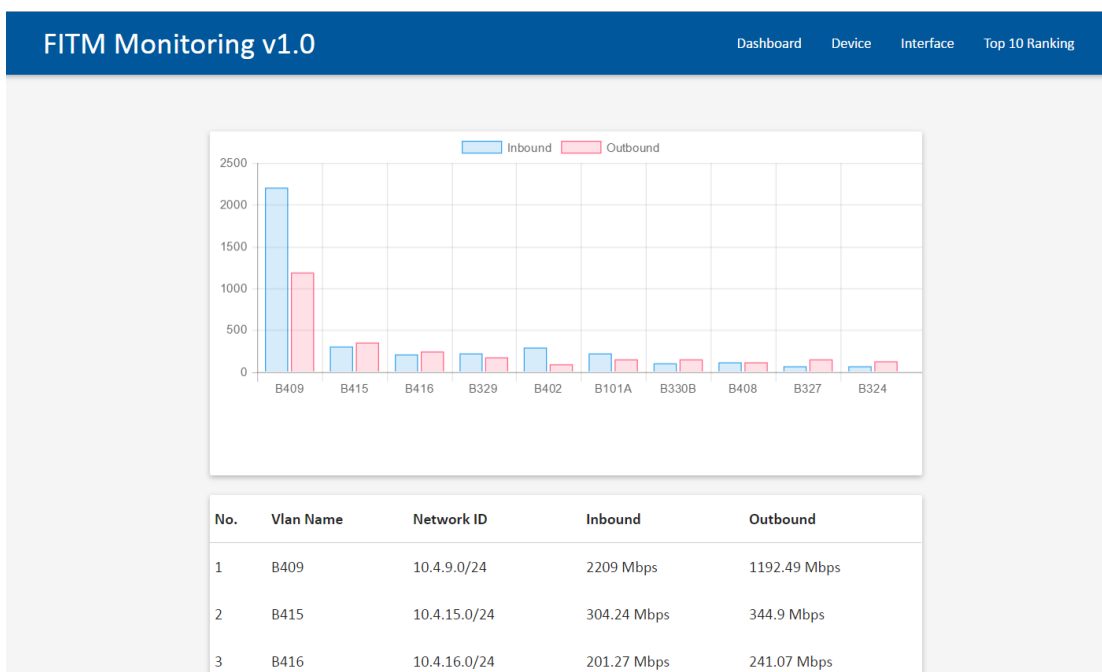 FITM Monitoring v1.0
Dashboard Device Interface Top 10 Ranking
Inbound Outbound
2500
2000
1500
1000
500
0
B409 B415 B416 B329 B402 B101A B330B B408 B327 B324
No. Vlan Name Network ID Inbound Outbound
1 B409 10.4.9.0/24 2209 Mbps 1192.49 Mbps
2 B415 10.4.15.0/24 304.24 Mbps 344.9 Mbps
3 B416 10.4.16.0/24 201.27 Mbps 241.07 Mbps